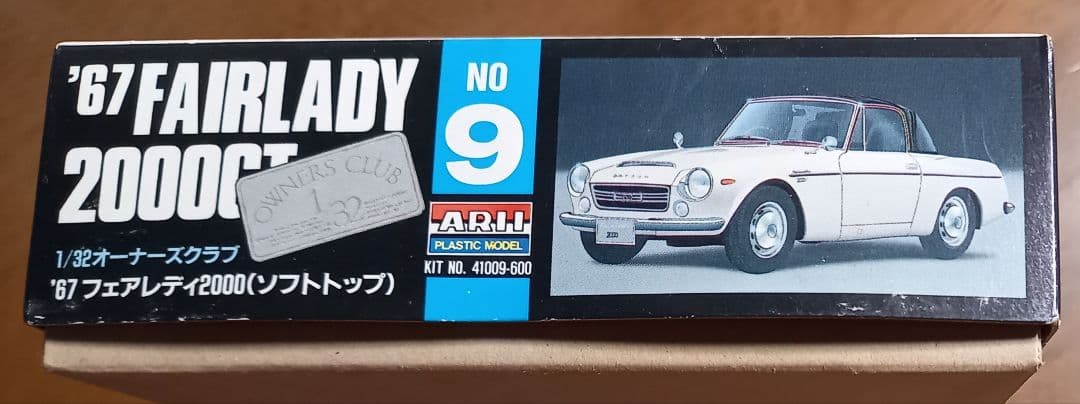 '67 FAIRLADY
2000GT
OWNERS CLUB
1
32
1/32オーナーズクラブ
'67 フェアレディ2000(ソフトトップ)
NO
9
ARII
PLASTIC MODEL
KIT NO. 41009-600
DATSUN